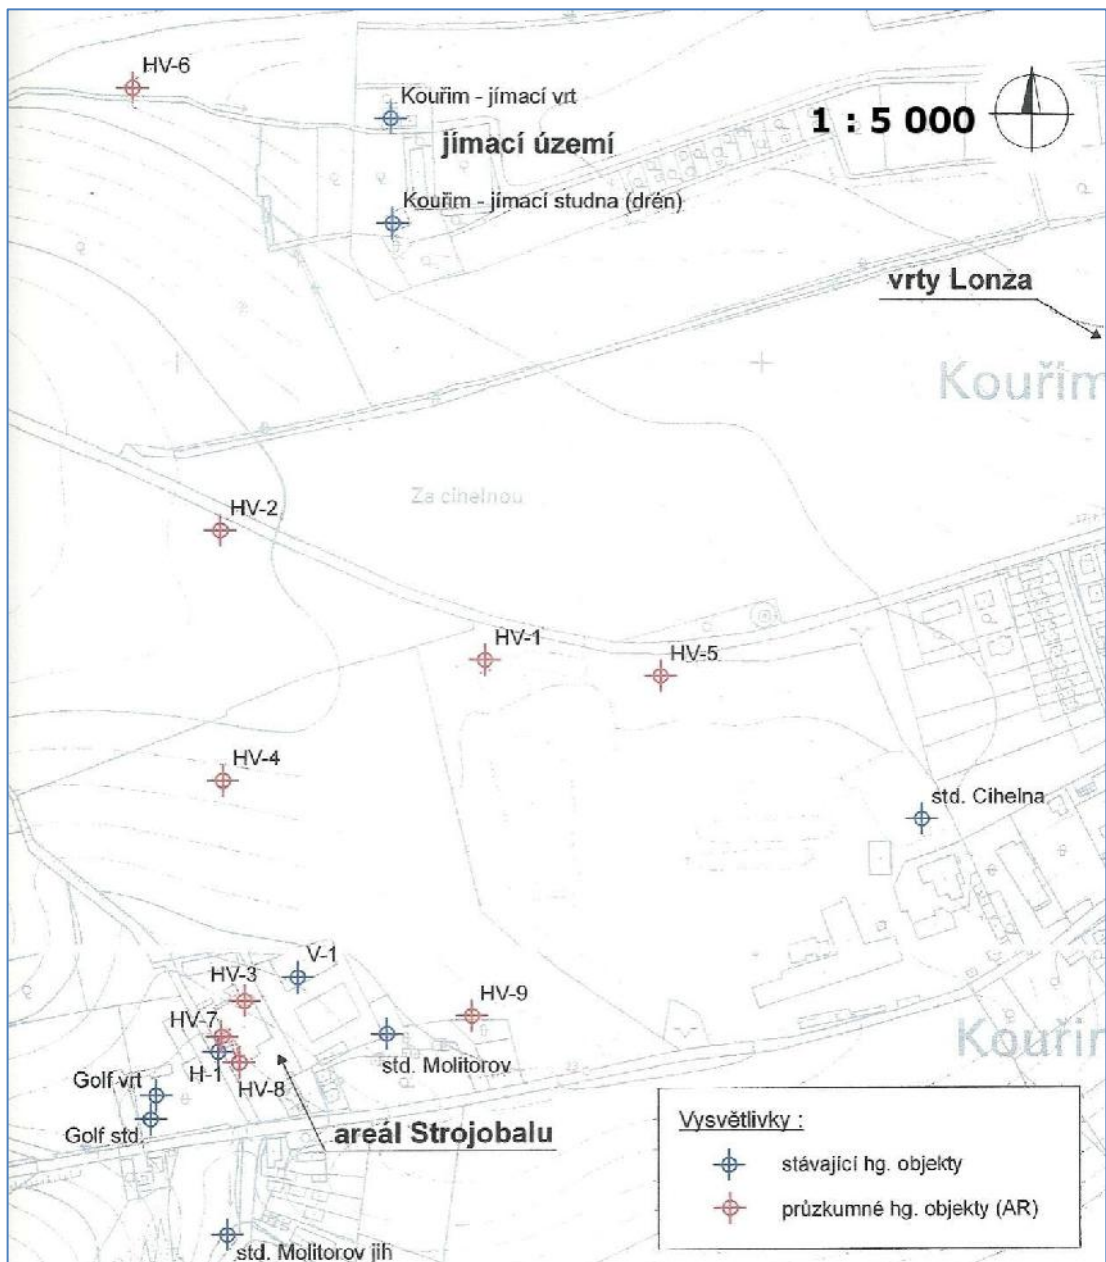 HV-6
Kouřim - jímací vrt
1 : 5 000
jímací území
Kouřim - jímací studna (drén)
vrty Lonza
Kouřim
Za cihelnou
HV-2
HV-1
HV-5
HV-4
std. Cihelna
V-1
HV-3
HV-9
HV-7
std. Molitorov
H-1
HV-8
Golf vrt
Golf std.
areál Strojobalu
Kouřim
std. Molitorov jih
Vysvětlivky :
stávající hg. objekty
průzkumné hg. objekty (AR)